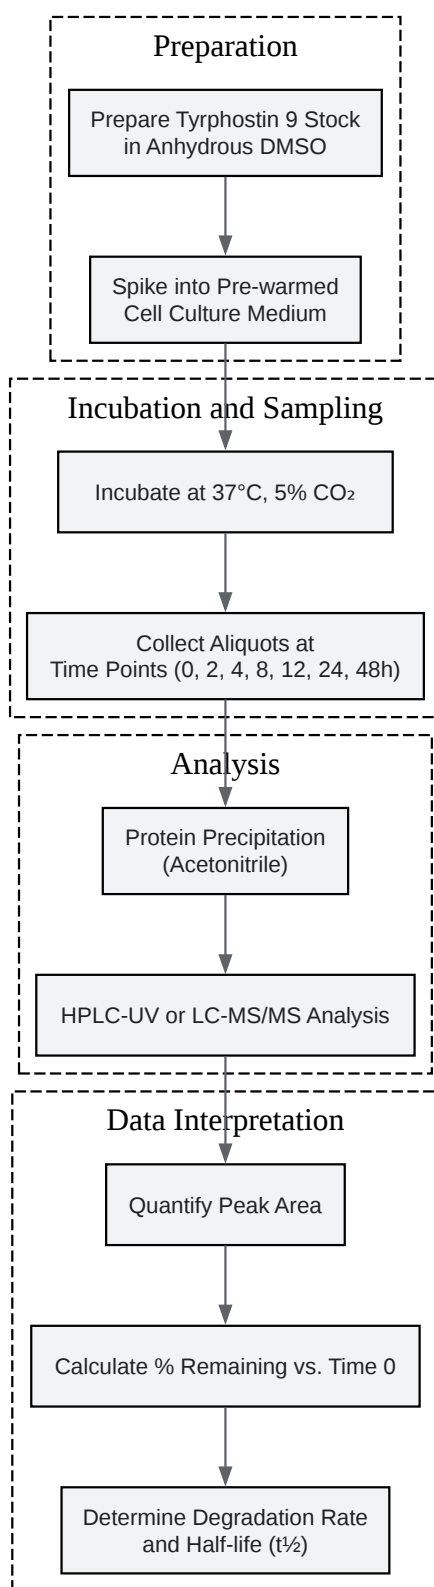 Preparation
Prepare Tyrphostin 9 Stock
in Anhydrous DMSO
Spike into Pre-warmed
Cell Culture Medium
Incubation and Sampling
Incubate at 37°C, 5% CO₂
Collect Aliquots at
Time Points (0, 2, 4, 8, 12, 24, 48h)
Analysis
Protein Precipitation
(Acetonitrile)
HPLC-UV or LC-MS/MS Analysis
Data Interpretation
Quantify Peak Area
Calculate % Remaining vs. Time 0
Determine Degradation Rate
and Half-life (t½)